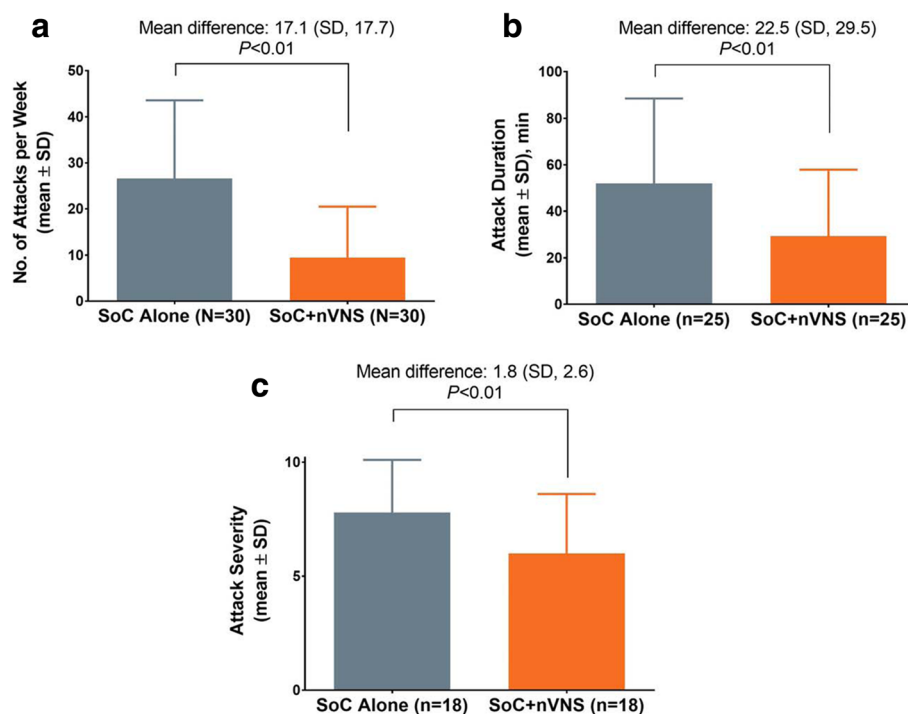 a
Mean difference: 17.1 (SD, 17.7)
P<0.01
No. of Attacks per Week
(mean ± SD)
50
40
30
20
10
0
SoC Alone (N=30)
SoC+nVNS (N=30)
b
Mean difference: 22.5 (SD, 29.5)
P<0.01
Attack Duration
(mean ± SD), min
100
80
60
40
20
0
SoC Alone (n=25)
SoC+nVNS (n=25)
c
Mean difference: 1.8 (SD, 2.6)
P<0.01
Attack Severity
(mean ± SD)
10
5
0
SoC Alone (n=18)
SoC+nVNS (n=18)